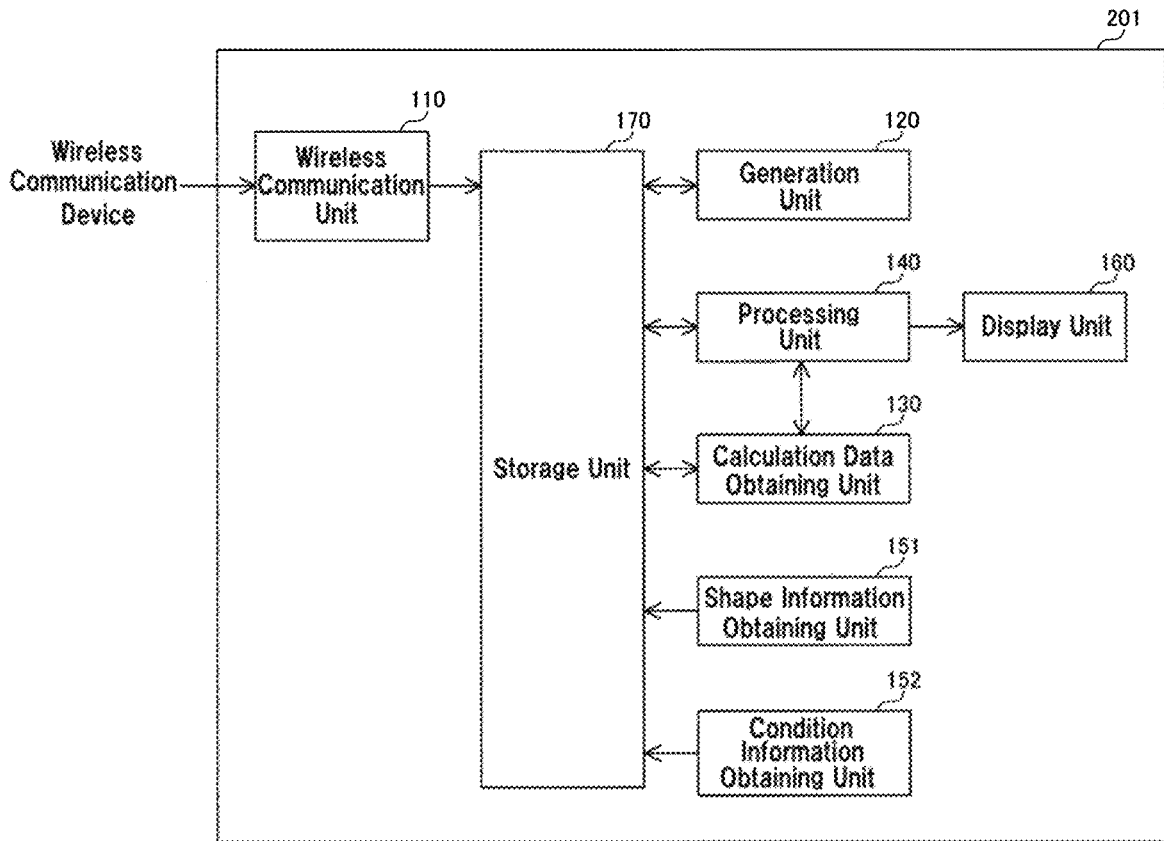 201
110
Wireless
Communication
Device
Wireless
Communication
Unit
170
Storage Unit
120
Generation
Unit
140
Processing
Unit
160
Display Unit
130
Calculation Data
Obtaining Unit
151
Shape Information
Obtaining Unit
152
Condition
Information
Obtaining Unit